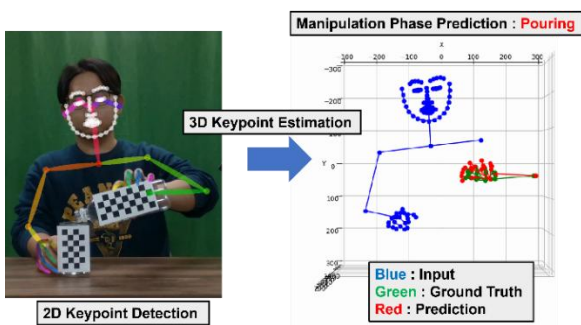 Manipulation Phase Prediction : Pouring
X
300 200 100 0 100 200 300
-300
-200
-100
Y 0
100
200
300
3D Keypoint Estimation
2D Keypoint Detection
Blue : Input
Green : Ground Truth
Red : Prediction